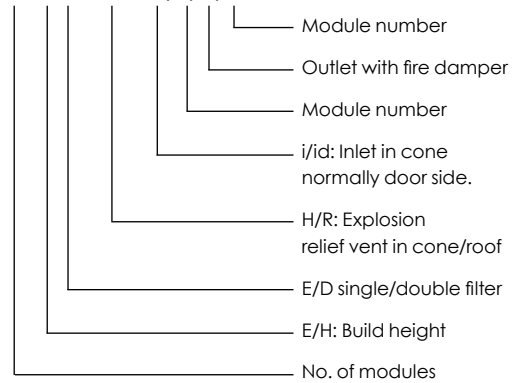 Module number
Outlet with fire damper
Module number
i/id: Inlet in cone
normally door side.
H/R: Explosion
relief vent in cone/roof
E/D single/double filter
E/H: Build height
No. of modules